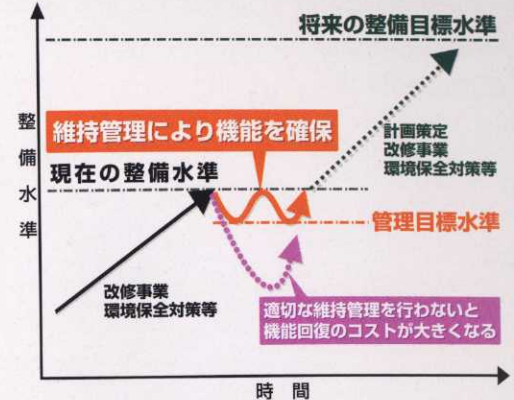 将来の整備目標水準
整備水準
維持管理により機能を確保
現在の整備水準
計画策定
改修事業
環境保全対策等
管理目標水準
改修事業
環境保全対策等
適切な維持管理を行わないと
機能回復のコストが大きくなる
時間